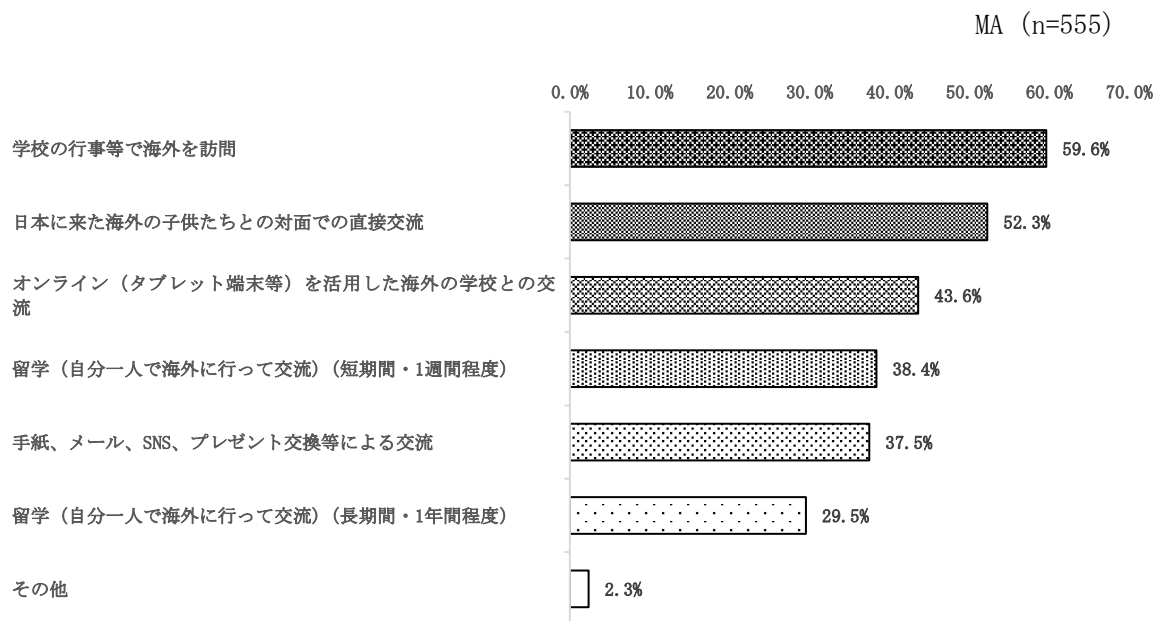 MA (n=555)
0.0% 10.0% 20.0% 30.0% 40.0% 50.0% 60.0% 70.0%
学校の行事等で海外を訪問 59.6%
日本に来た海外の子供たちとの対面での直接交流 52.3%
オンライン（タブレット端末等）を活用した海外の学校との交
流
43.6%
留学（自分一人で海外に行って交流）（短期間・1週間程度） 38.4%
手紙、メール、SNS、プレゼント交換等による交流 37.5%
留学（自分一人で海外に行って交流）（長期間・1年間程度） 29.5%
その他 2.3%